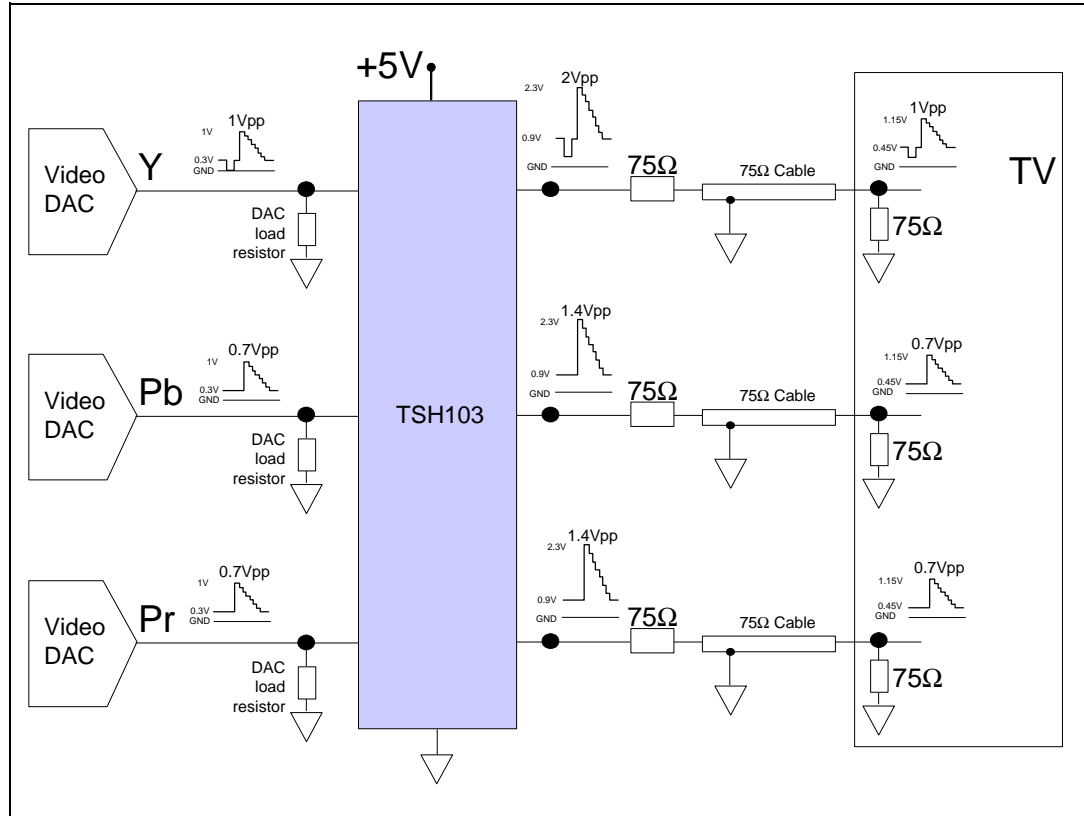 +5V
1Vpp
1V
0.3V
GND
Video
DAC
Y
DAC
load
resistor
2Vpp
2.3V
0.9V
GND
75Ω
75Ω Cable
1Vpp
1.15V
0.45V
GND
75Ω
TV
0.7Vpp
1V
0.3V
GND
Video
DAC
Pb
DAC
load
resistor
TSH103
1.4Vpp
2.3V
0.9V
GND
75Ω
75Ω Cable
0.7Vpp
1.15V
0.45V
GND
75Ω
0.7Vpp
1V
0.3V
GND
Video
DAC
Pr
DAC
load
resistor
1.4Vpp
2.3V
0.9V
GND
75Ω
75Ω Cable
0.7Vpp
1.15V
0.45V
GND
75Ω